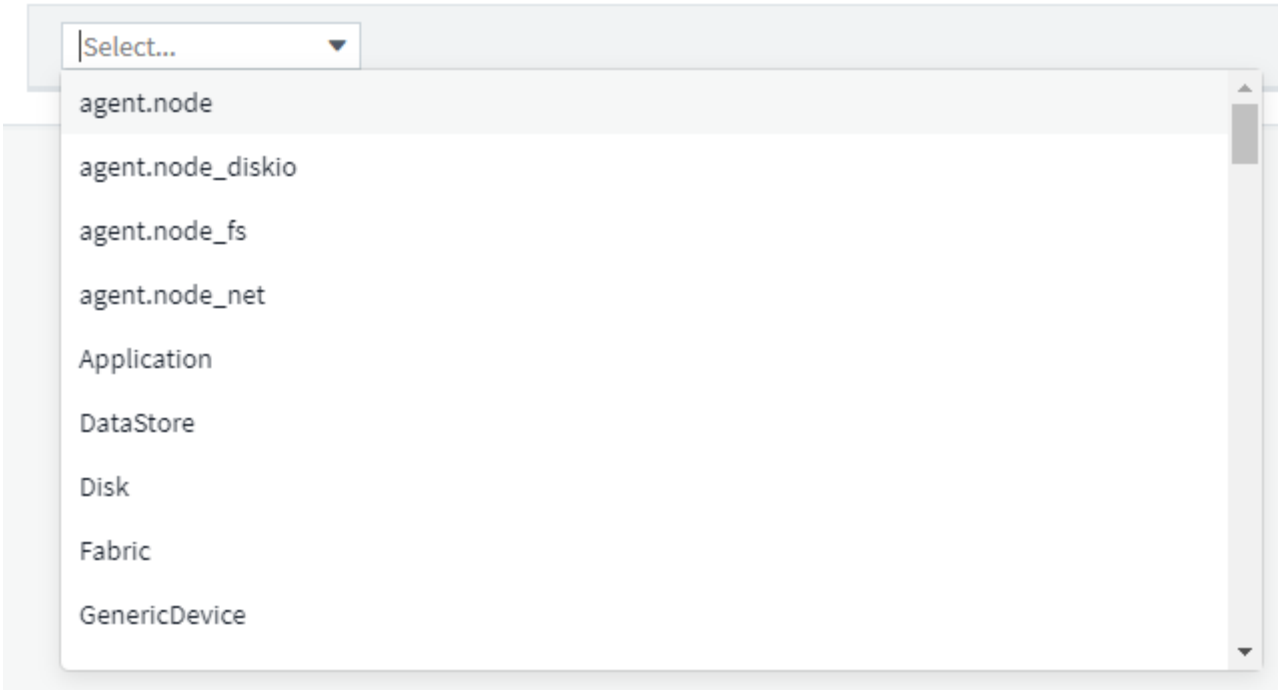 Select...
agent.node
agent.node_diskio
agent.node_fs
agent.node_net
Application
DataStore
Disk
Fabric
GenericDevice